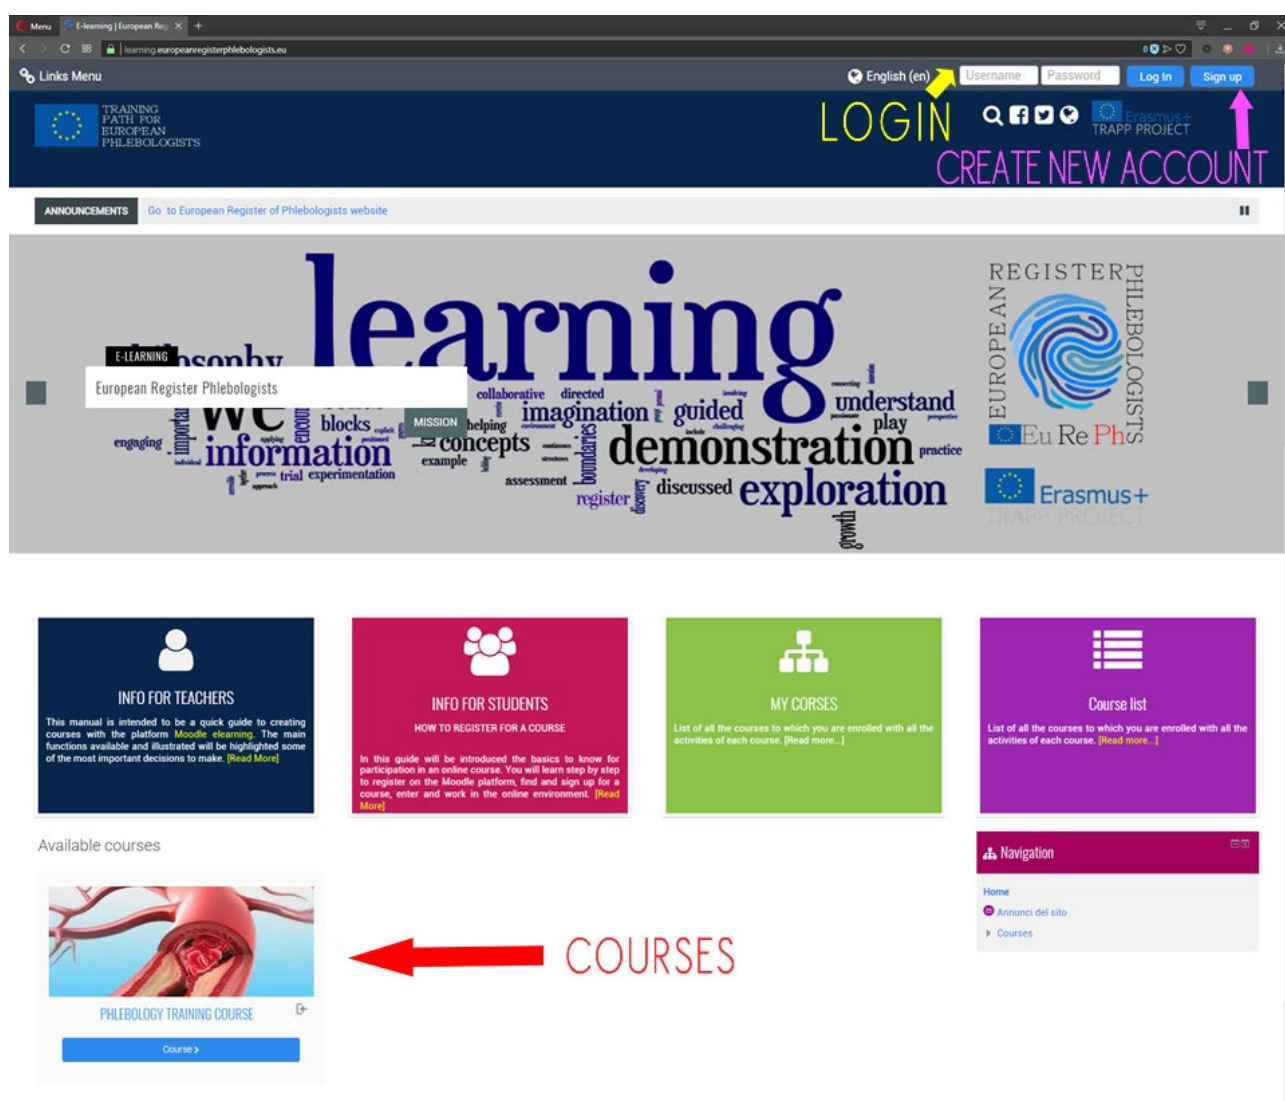 Menu E-learning | European Reg
learning.europeanregisterphlebologists.eu
Links Menu English (en) Username Password Log In Sign up
LOGIN
TRAINING
PATH FOR
EUROPEAN
PHLEBOLOGISTS
Erasmus+
TRAPP PROJECT
CREATE NEW ACCOUNT
ANNOUNCEMENTS Go to European Register of Phlebologists website
learning
philosophy
E-LEARNING
European Register Phlebologists
MISSION
we
collaborative directed
imagination guided
understand
play
blocks
helping
concepts
boundaries
demonstration
practice
engaging
information
example
trial experimentation
assessment
register
discovery
discussed
exploration
growth
REGISTER
EUROPEAN
PHLEBOLOGISTS
Eu Re Ph
Erasmus+
TRAPP PROJECT
INFO FOR TEACHERS
This manual is intended to be a quick guide to creating
courses with the platform Moodle elearning. The main
functions available and illustrated will be highlighted some
of the most important decisions to make. [Read More]
INFO FOR STUDENTS
HOW TO REGISTER FOR A COURSE
In this guide will be introduced the basics to know for
participation in an online course. You will learn step by step
to register on the Moodle platform, find and sign up for a
course, enter and work in the online environment. [Read
More]
MY CORSES
List of all the courses to which you are enrolled with all the
activities of each course. [Read more...]
Course list
List of all the courses to which you are enrolled with all the
activities of each course. [Read more...]
Available courses
PHLEBOLOGY TRAINING COURSE
Course
COURSES
Navigation
Home
Annunci del sito
Courses